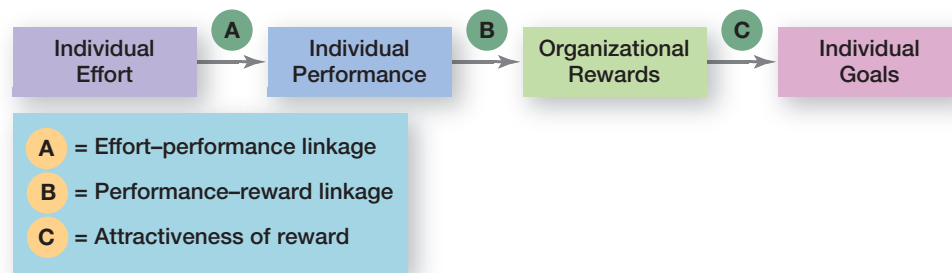 A
B
C
Individual
Effort
Individual
Performance
Organizational
Rewards
Individual
Goals
A = Effort–performance linkage
B = Performance–reward linkage
C = Attractiveness of reward